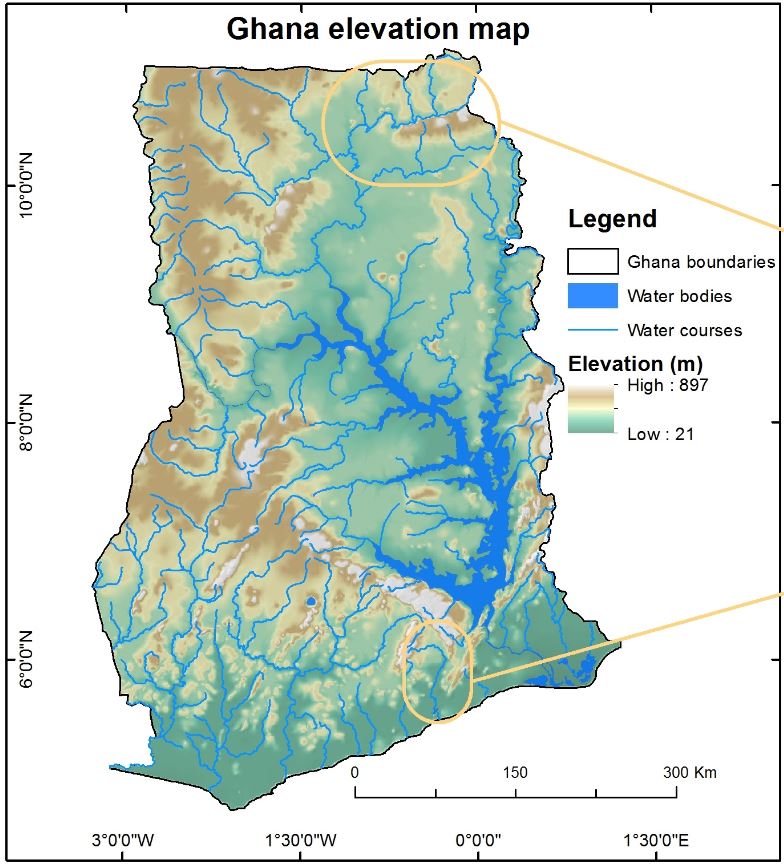 Ghana elevation map
10°0'0"N
8°0'0"N
6°0'0"N
Legend
Ghana boundaries
Water bodies
Water courses
Elevation (m)
High : 897
Low : 21
0 150 300 Km
3°0'0"W 1°30'0"W 0°0'0" 1°30'0"E